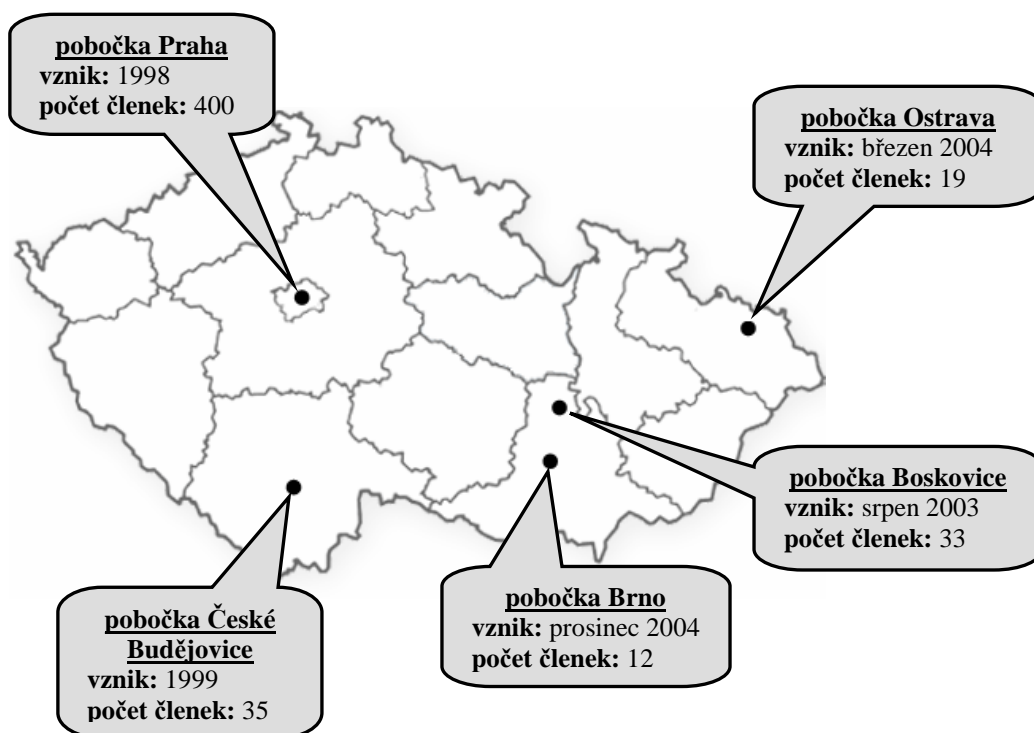 pobočka Praha
vznik: 1998
počet členek: 400
pobočka Ostrava
vznik: březen 2004
počet členek: 19
pobočka Boskovice
vznik: srpen 2003
počet členek: 33
pobočka Brno
vznik: prosinec 2004
počet členek: 12
pobočka České
Budějovice
vznik: 1999
počet členek: 35